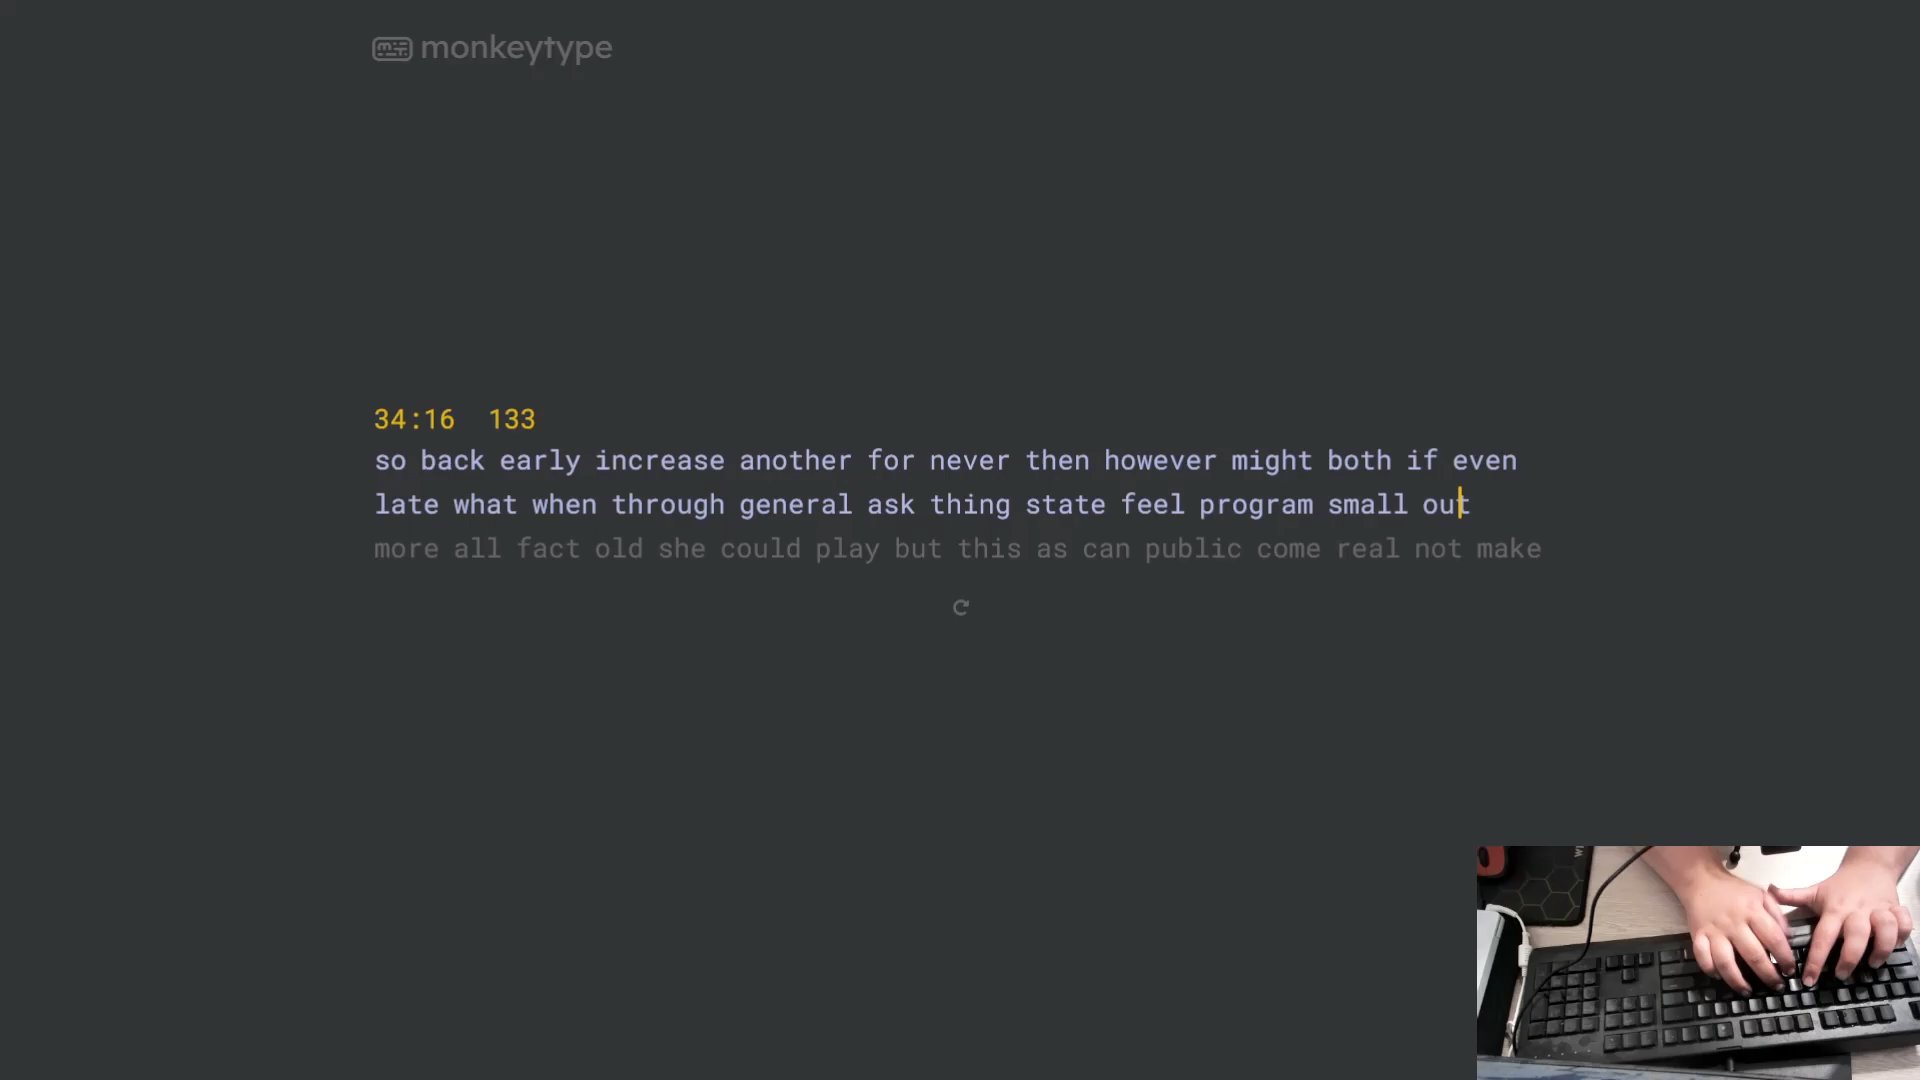 monkeytype
34:16 133
so back early increase another for never then however might both if even
late what when through general ask thing state feel program small out
more all fact old she could play but this as can public come real not make